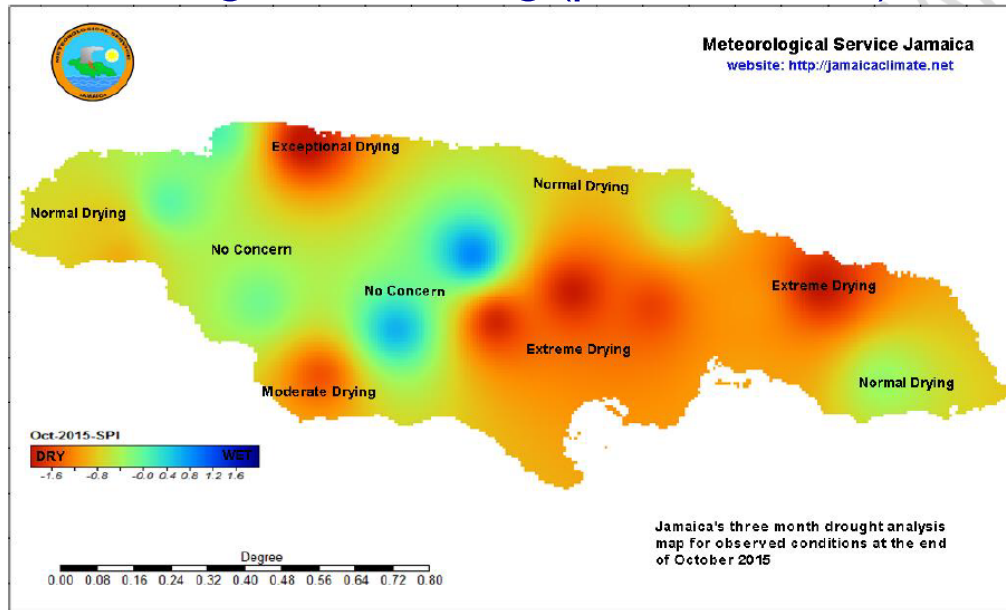 Meteorological Service Jamaica
website: http://jamaicaclimate.net
METEOROLOGICAL SERVICE
JAMAICA
Exceptional Drying
Normal Drying
Normal Drying
No Concern
No Concern
Extreme Drying
Extreme Drying
Moderate Drying
Normal Drying
Oct-2015-SPI
DRY WET
-1.6 -0.8 -0.0 0.4 0.8 1.2 1.6
Degree
0.00 0.08 0.16 0.24 0.32 0.40 0.48 0.56 0.64 0.72 0.80
Jamaica's three month drought analysis
map for observed conditions at the end
of October 2015